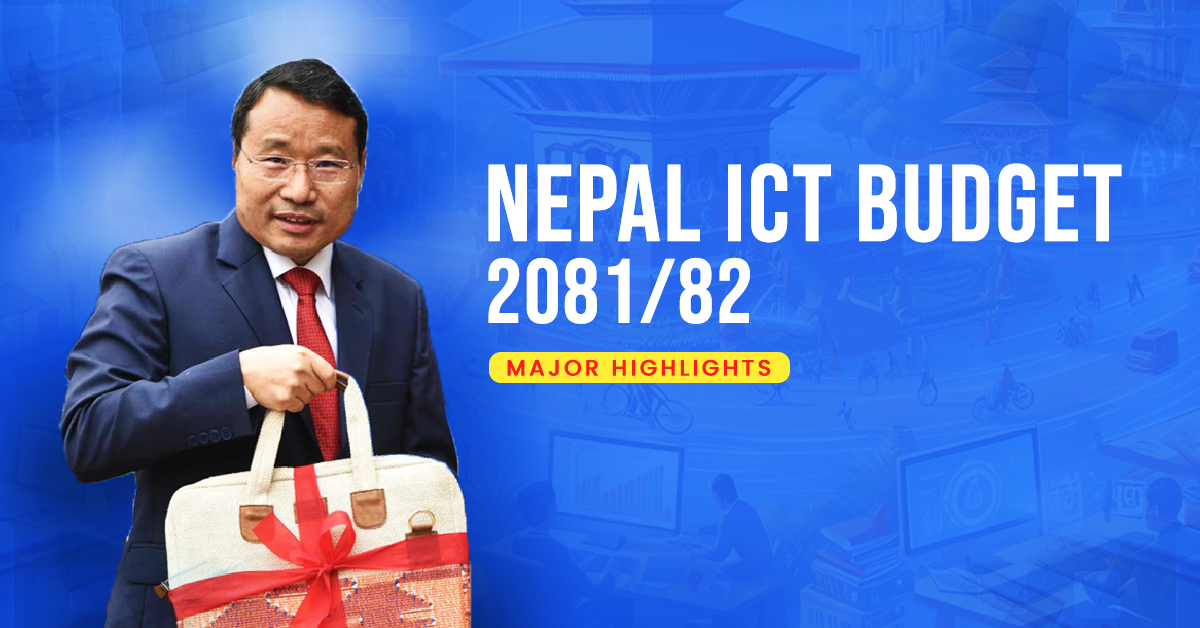 NEPAL ICT BUDGET
2081/82
MAJOR HIGHLIGHTS